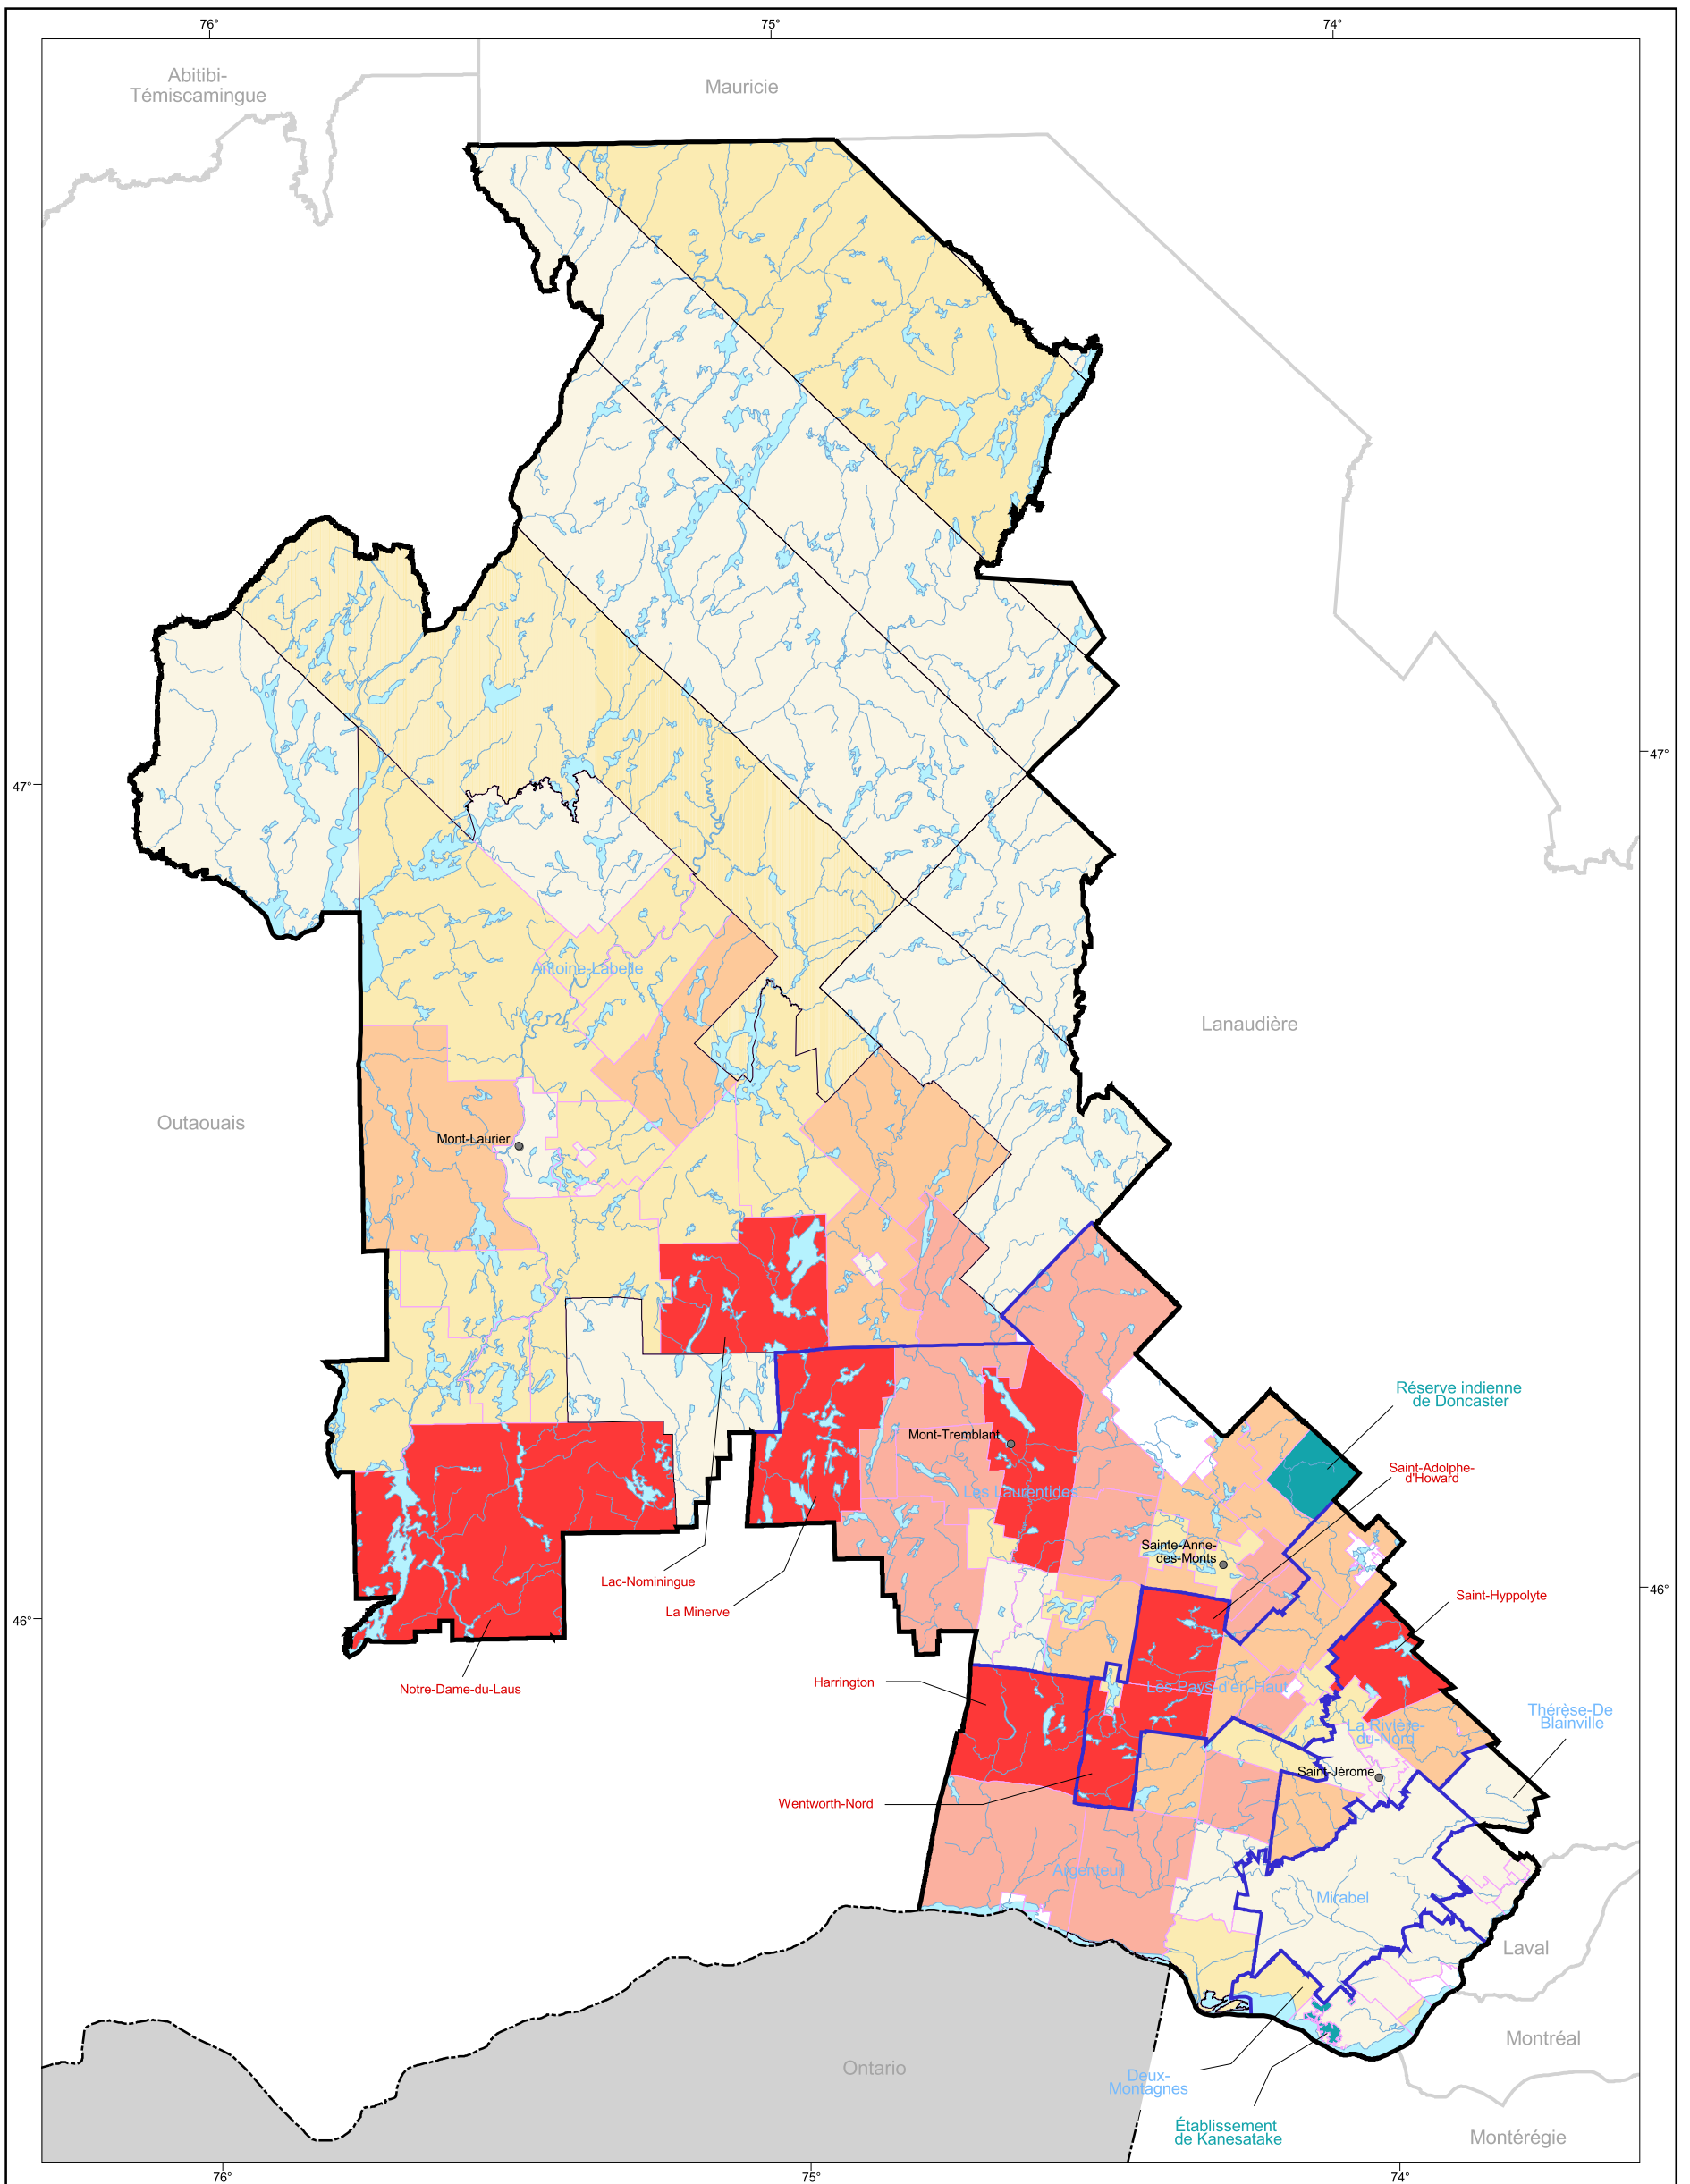 76°
75°
74°
Abitibi-
Témiscamingue
Mauricie
47°
47°
Antoine-Labelle
Lanaudière
Outaouais
Mont-Laurier
Réserve indienne
de Doncaster
Mont-Tremblant
Saint-Adolphe-
d'Howard
Les Laurentides
Sainte-Anne-
des-Monts
Lac-Nominingue
46°
Saint-Hyppolyte
La Minerve
46°
Harrington
Les Pays-d'en-Haut
Notre-Dame-du-Laus
Thérèse-De
Blainville
La Rivière-
du-Nord
Saint-Jérome
Wentworth-Nord
Argenteuil
Mirabel
Laval
Montréal
Ontario
Deux-
Montagnes
Établissement
de Kanesatake
Montérégie
76°
75°
74°